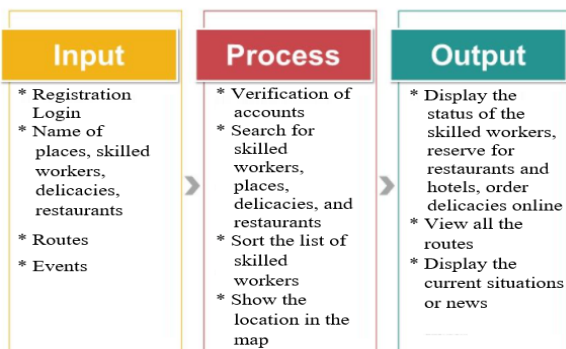 Input
* Registration
Login
* Name of
places, skilled
workers,
delicacies,
restaurants
* Routes
* Events
Process
* Verification of
accounts
* Search for
skilled
workers,
places,
delicacies, and
restaurants
* Sort the list of
skilled
workers
* Show the
location in the
map
Output
* Display the
status of the
skilled workers,
reserve for
restaurants and
hotels, order
delicacies online
* View all the
routes
* Display the
current situations
or news